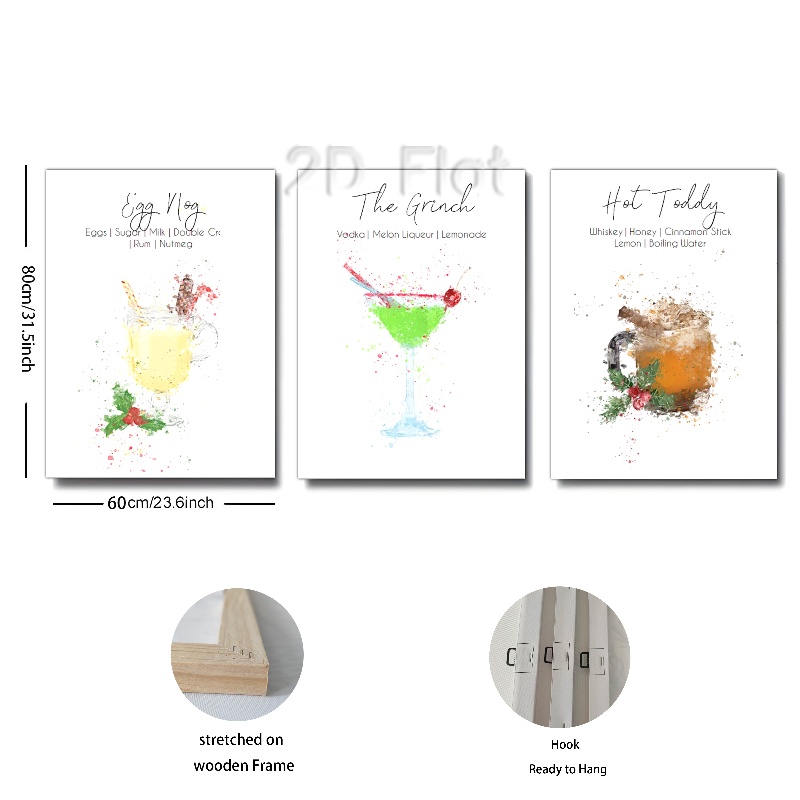 2D Flat
Egg Nog
Eggs | Sugar | Milk | Double Cr
| Rum | Nutmeg
The Grinch
Vodka | Melon Liqueur | Lemonade
Hot Toddy
Whiskey | Honey | Cinnamon Stick
Lemon | Boiling Water
80cm/31.5inch
60cm/23.6inch
stretched on
wooden Frame
Hook
Ready to Hang